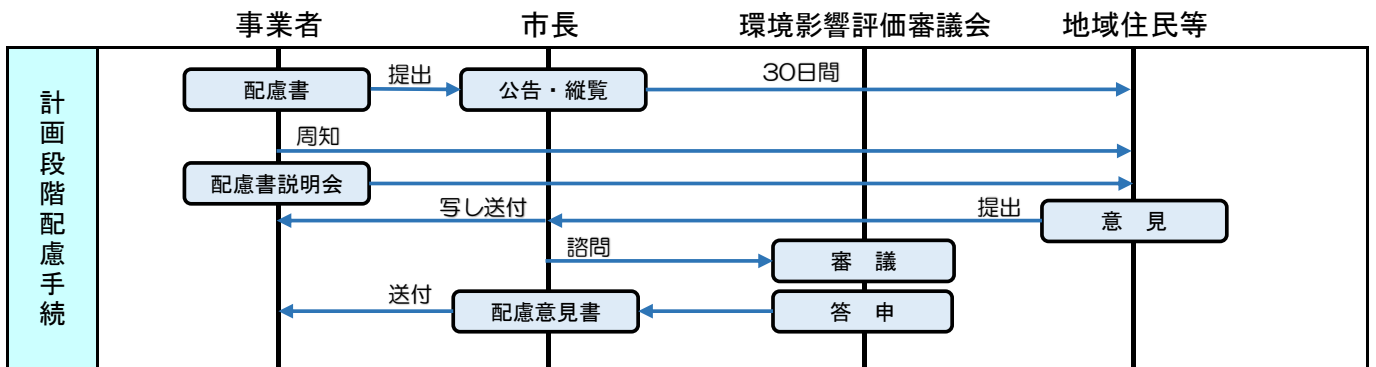 事業者 市長 環境影響評価審議会 地域住民等
計画段階配慮手続
配慮書 提出 公告・縦覧 30日間
周知
配慮書説明会
写し送付 提出 意 見
諮問 審 議
送付 配慮意見書 答 申